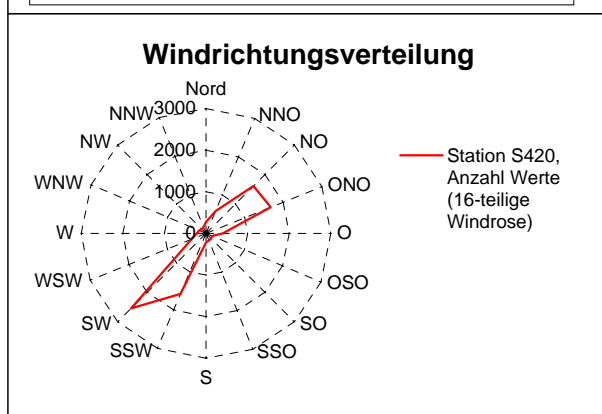 Windrichtungsverteilung
Nord
NNO
NO
ONO
O
OSO
SO
SSO
S
SSW
SW
WSW
W
WNW
NW
NNW
3000
2000
1000
0
Station S420,
Anzahl Werte
(16-teilige
Windrose)